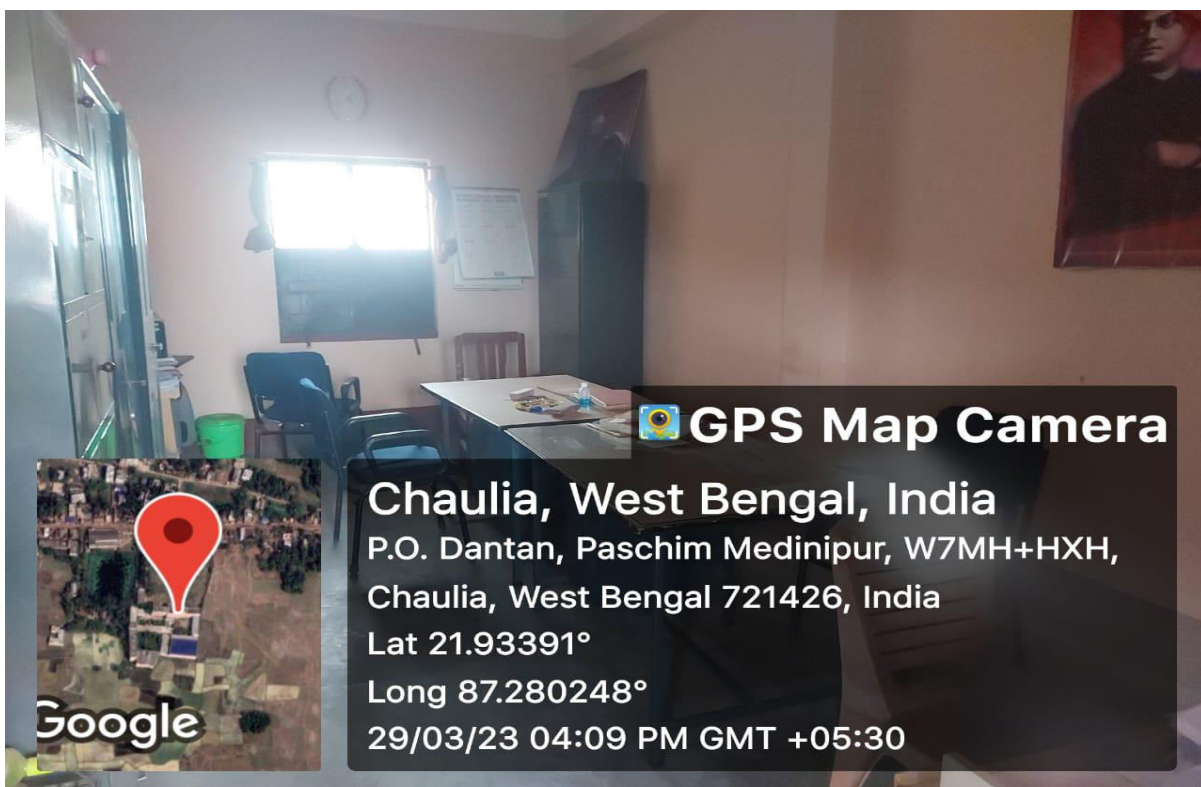 GPS Map Camera
Chaulia, West Bengal, India
P.O. Dantan, Paschim Medinipur, W7MH+HXH,
Chaulia, West Bengal 721426, India
Lat 21.93391°
Long 87.280248°
29/03/23 04:09 PM GMT +05:30
Google